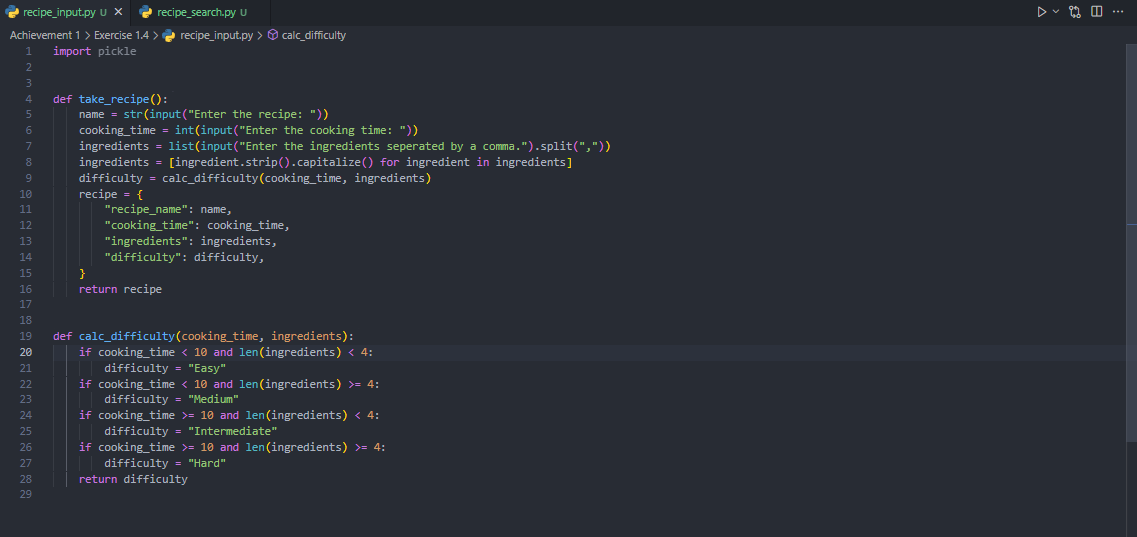 recipe_input.py U recipe_search.py U
Achievement 1 > Exercise 1.4 > recipe_input.py > calc_difficulty
1 import pickle
2
3
4 def take_recipe():
5     name = str(input("Enter the recipe: "))
6     cooking_time = int(input("Enter the cooking time: "))
7     ingredients = list(input("Enter the ingredients seperated by a comma.").split(","))
8     ingredients = [ingredient.strip().capitalize() for ingredient in ingredients]
9     difficulty = calc_difficulty(cooking_time, ingredients)
10     recipe = {
11         "recipe_name": name,
12         "cooking_time": cooking_time,
13         "ingredients": ingredients,
14         "difficulty": difficulty,
15     }
16     return recipe
17
18
19 def calc_difficulty(cooking_time, ingredients):
20     if cooking_time < 10 and len(ingredients) < 4:
21         difficulty = "Easy"
22     if cooking_time < 10 and len(ingredients) >= 4:
23         difficulty = "Medium"
24     if cooking_time >= 10 and len(ingredients) < 4:
25         difficulty = "Intermediate"
26     if cooking_time >= 10 and len(ingredients) >= 4:
27         difficulty = "Hard"
28     return difficulty
29